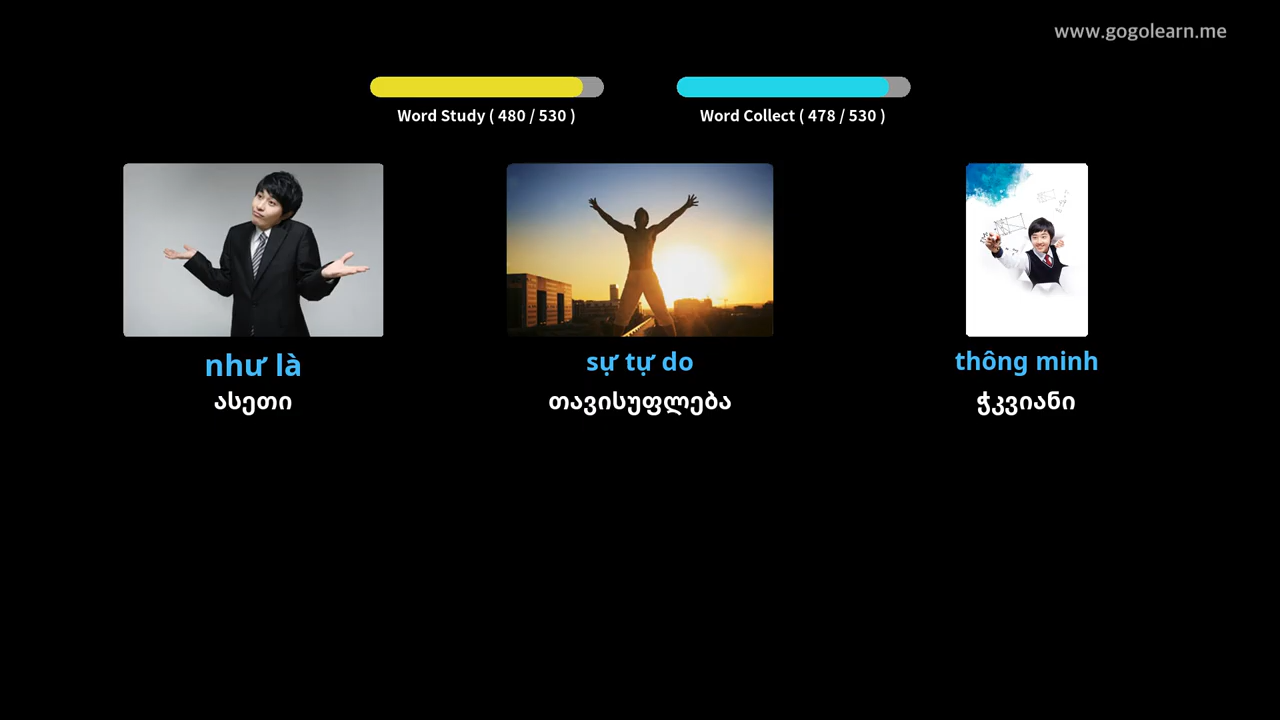 www.gogolearn.me
Word Study ( 480 / 530 )
Word Collect ( 478 / 530 )
như là
sự tự do
thông minh
ასეთი
თავისუფლება
ჭკვიანი